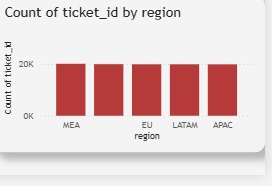 Count of ticket_id by region
Count of ticket_id
20K
0K
MEA EU LATAM APAC
region